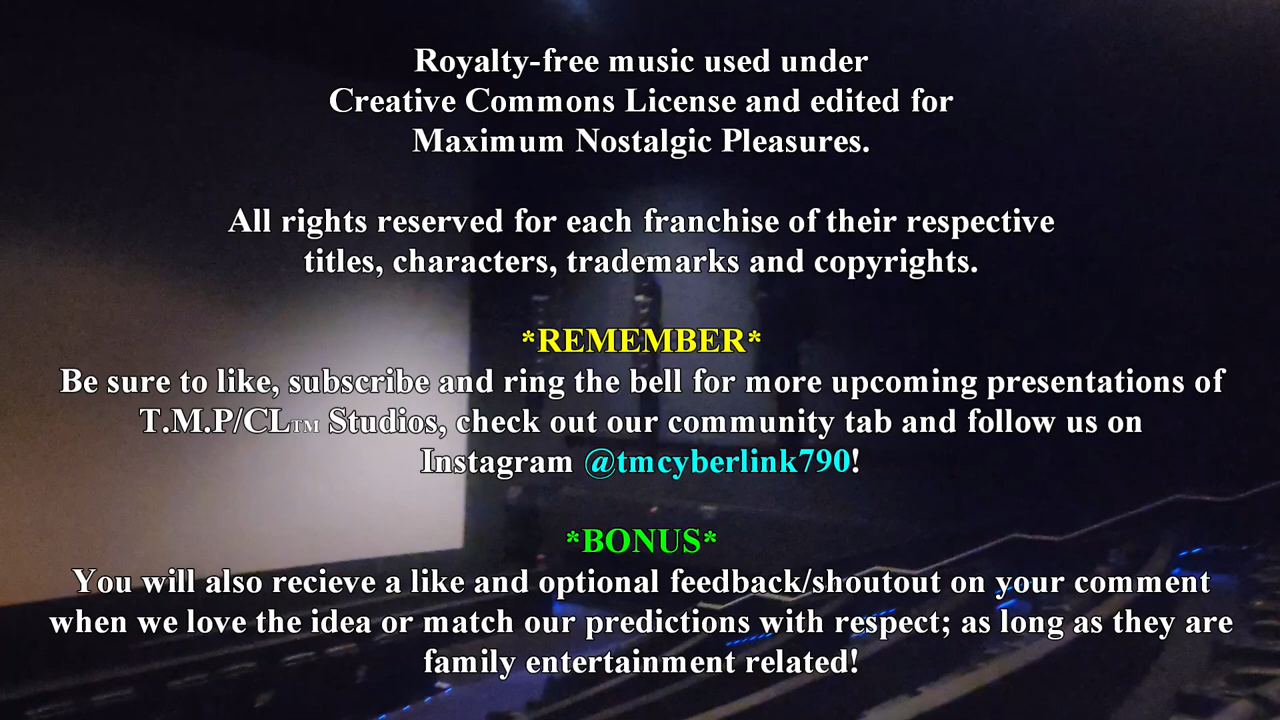 Royalty-free music used under
Creative Commons License and edited for
Maximum Nostalgic Pleasures.
All rights reserved for each franchise of their respective
titles, characters, trademarks and copyrights.
*REMEMBER*
Be sure to like, subscribe and ring the bell for more upcoming presentations of
T.M.P/CL™ Studios, check out our community tab and follow us on
Instagram @tmcyberlink790!
*BONUS*
You will also recieve a like and optional feedback/shoutout on your comment
when we love the idea or match our predictions with respect; as long as they are
family entertainment related!